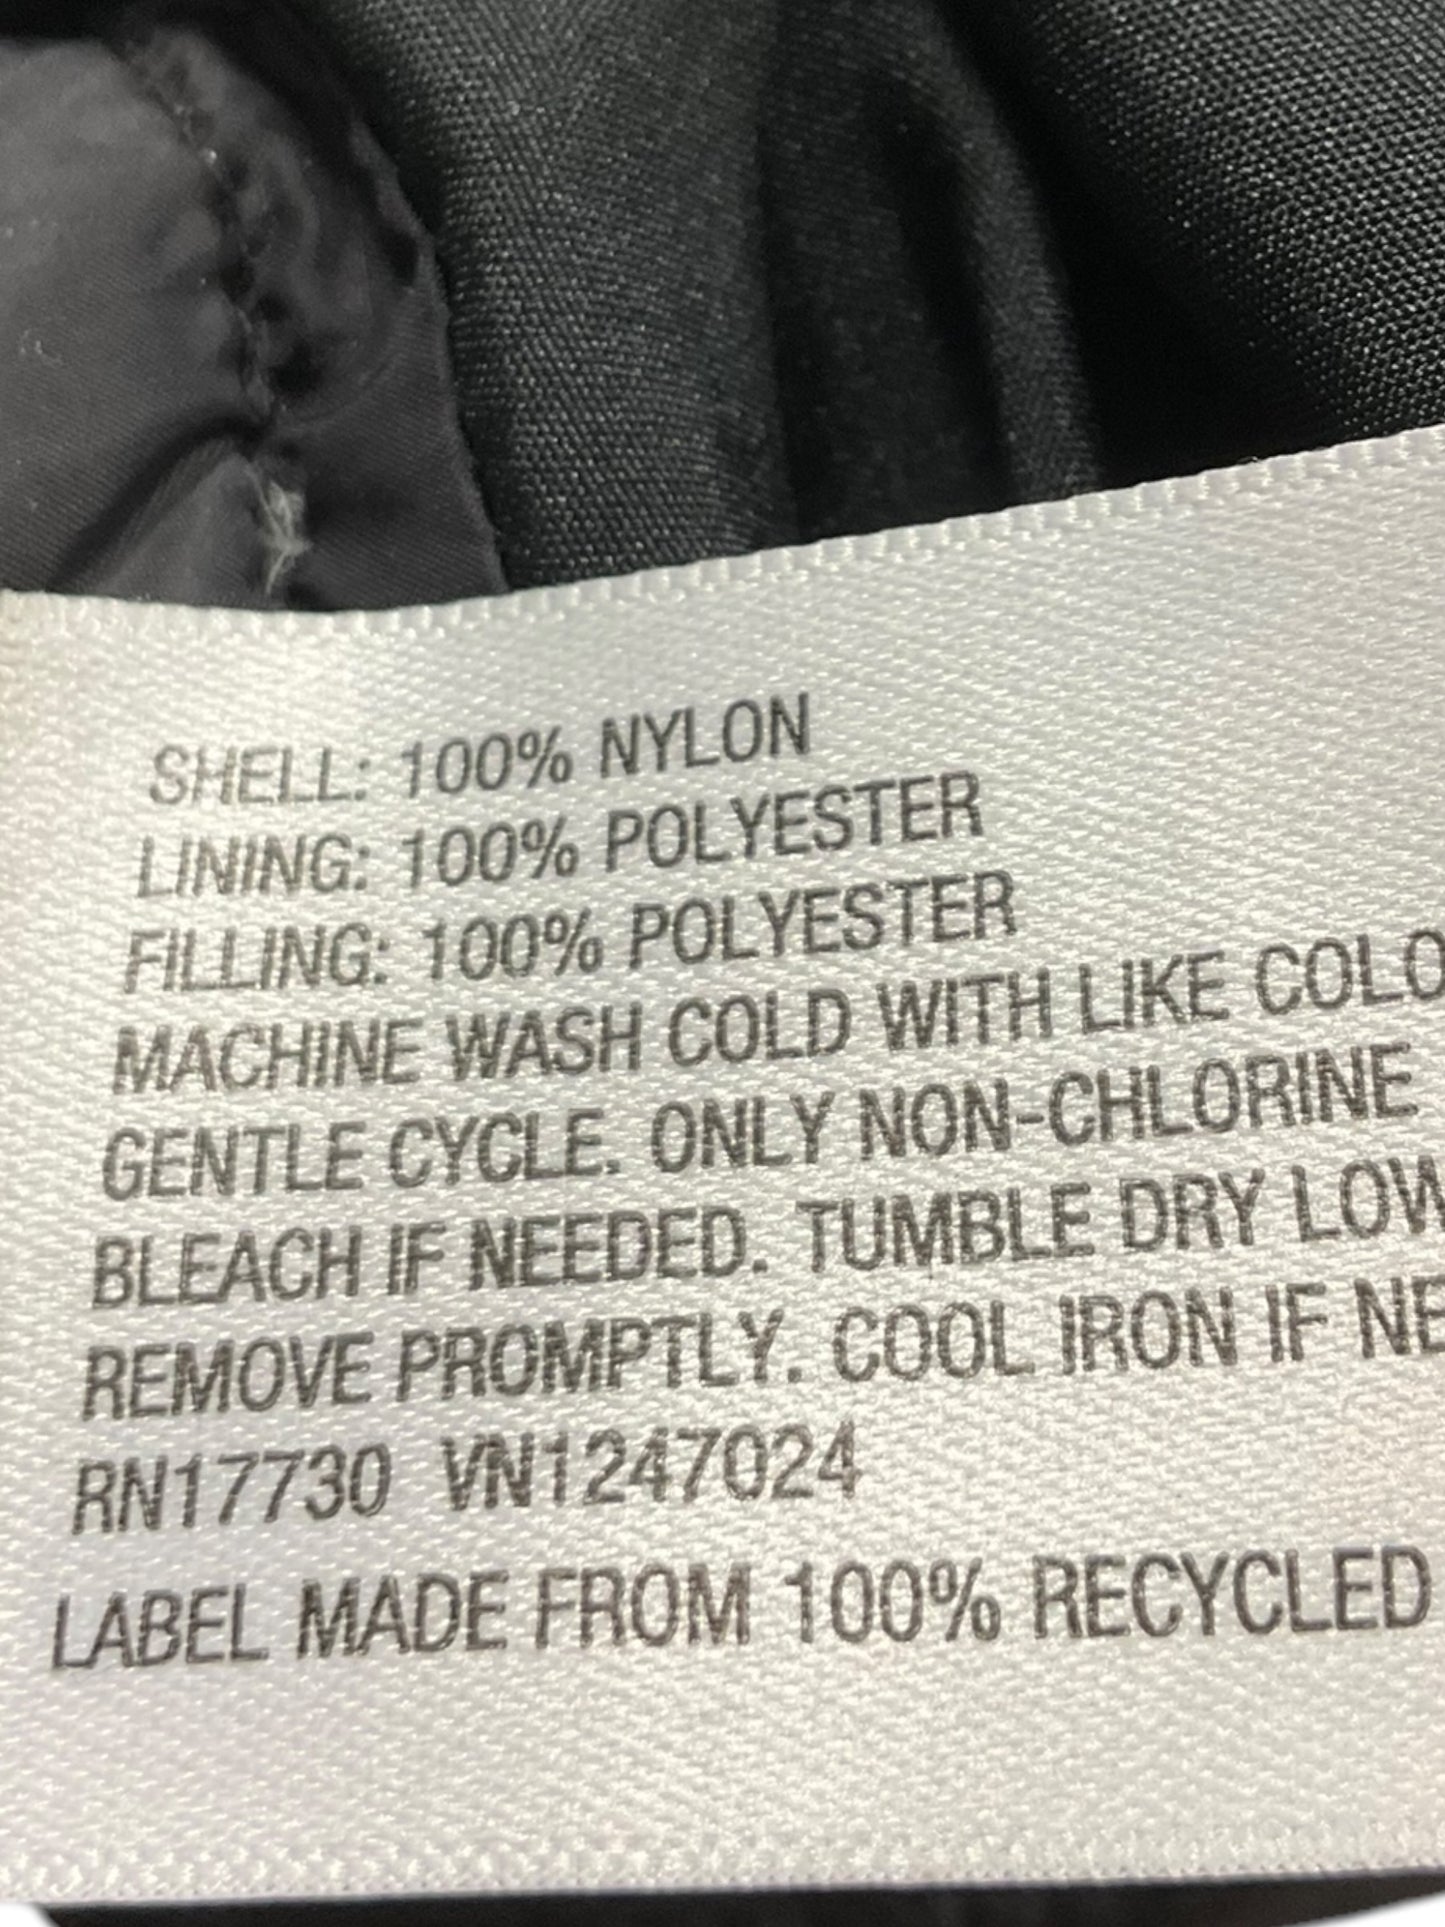 SHELL: 100% NYLON
LINING: 100% POLYESTER
FILLING: 100% POLYESTER
MACHINE WASH COLD WITH LIKE COLO
GENTLE CYCLE. ONLY NON-CHLORINE
BLEACH IF NEEDED. TUMBLE DRY LOW
REMOVE PROMPTLY. COOL IRON IF NE
RN17730 VN1247024
LABEL MADE FROM 100% RECYCLED